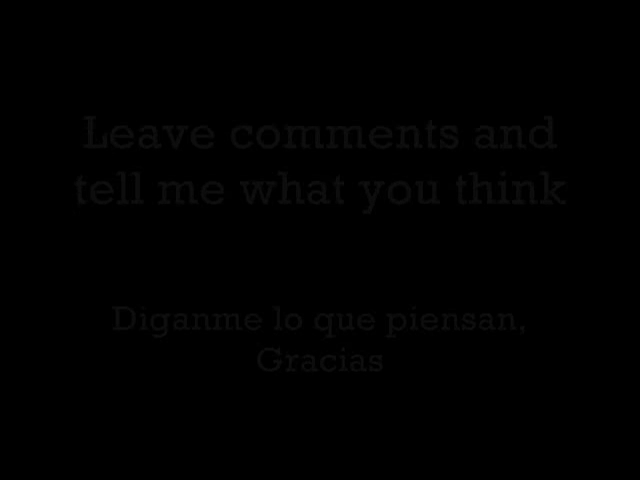 Leave comments and
tell me what you think
Diganme lo que piensan,
Gracias